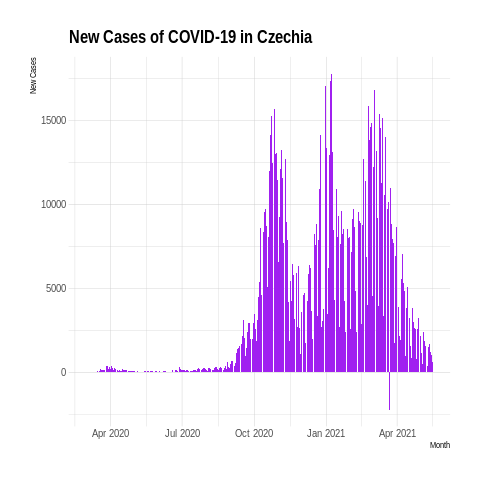 New Cases of COVID-19 in Czechia
New Cases
15000
10000
5000
0
Apr 2020 Jul 2020 Oct 2020 Jan 2021 Apr 2021
Month